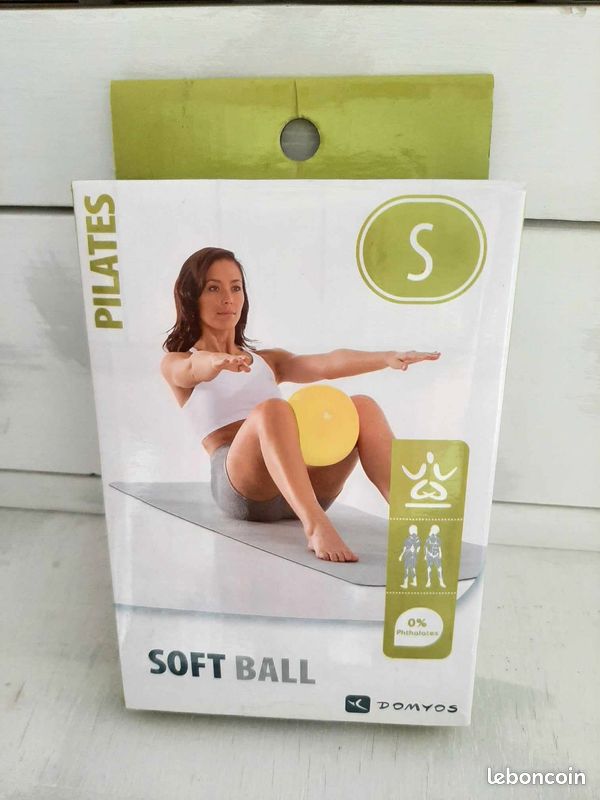 PILATES
S
0%
Phthalates
SOFT BALL
DOMYOS
leboncoin